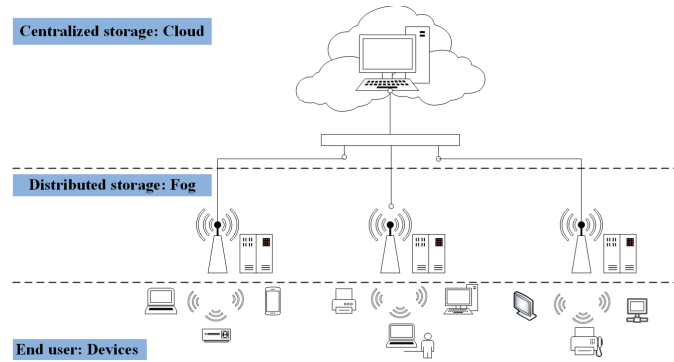 Centralized storage: Cloud
Distributed storage: Fog
End user: Devices